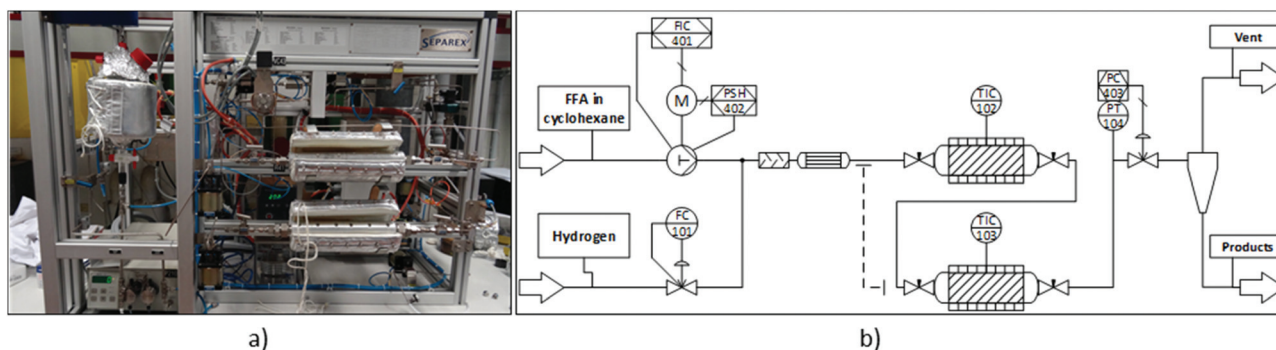 SEPAREX
FIC
401
M
PSH
402
FFA in
cyclohexane
Hydrogen
FC
101
TIC
102
TIC
103
PC
403
PT
104
Vent
Products
a)
b)